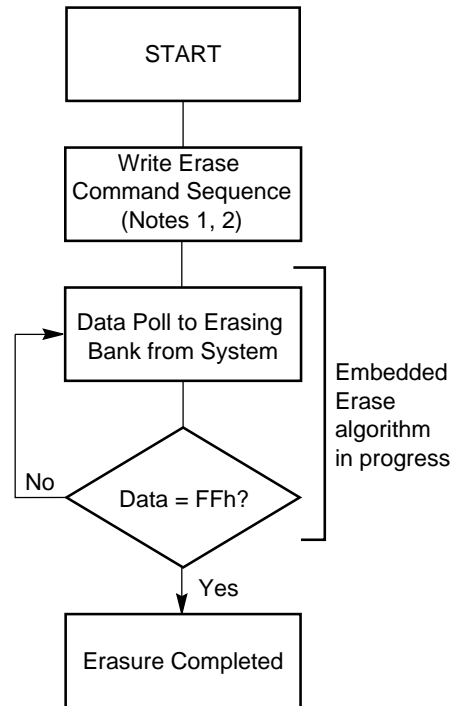 START
Write Erase
Command Sequence
(Notes 1, 2)
Data Poll to Erasing
Bank from System
Embedded
Erase
algorithm
in progress
No
Data = FFh?
Yes
Erasure Completed